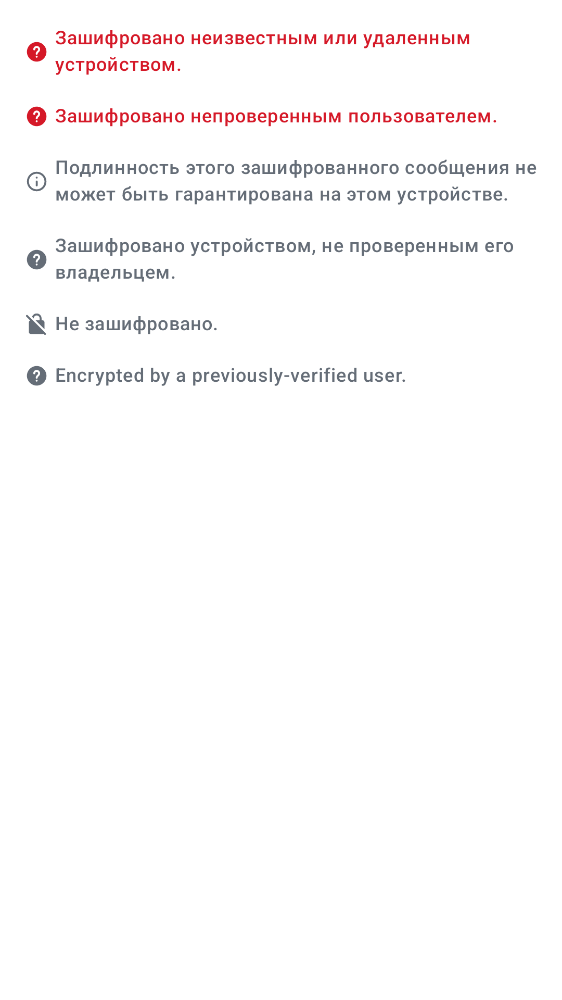 Зашифровано неизвестным или удаленным
устройством.
Зашифровано непроверенным пользователем.
Подлинность этого зашифрованного сообщения не
может быть гарантирована на этом устройстве.
Зашифровано устройством, не проверенным его
владельцем.
Не зашифровано.
Encrypted by a previously-verified user.